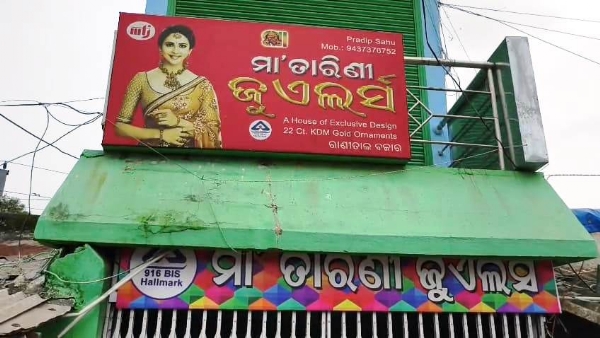 mtj
Pradip Sahu
Mob.: 9437376752
ମା' ତାରିଣୀ
ଜୁଏଲର୍ସ
A House of Exclusive Design
22 Ct. KDM Gold Ornaments
ରାଣୀତାଲ ବଜାର
916 BIS
Hallmark
ମା' ତାରିଣୀ ଜୁଏଲର୍ସ